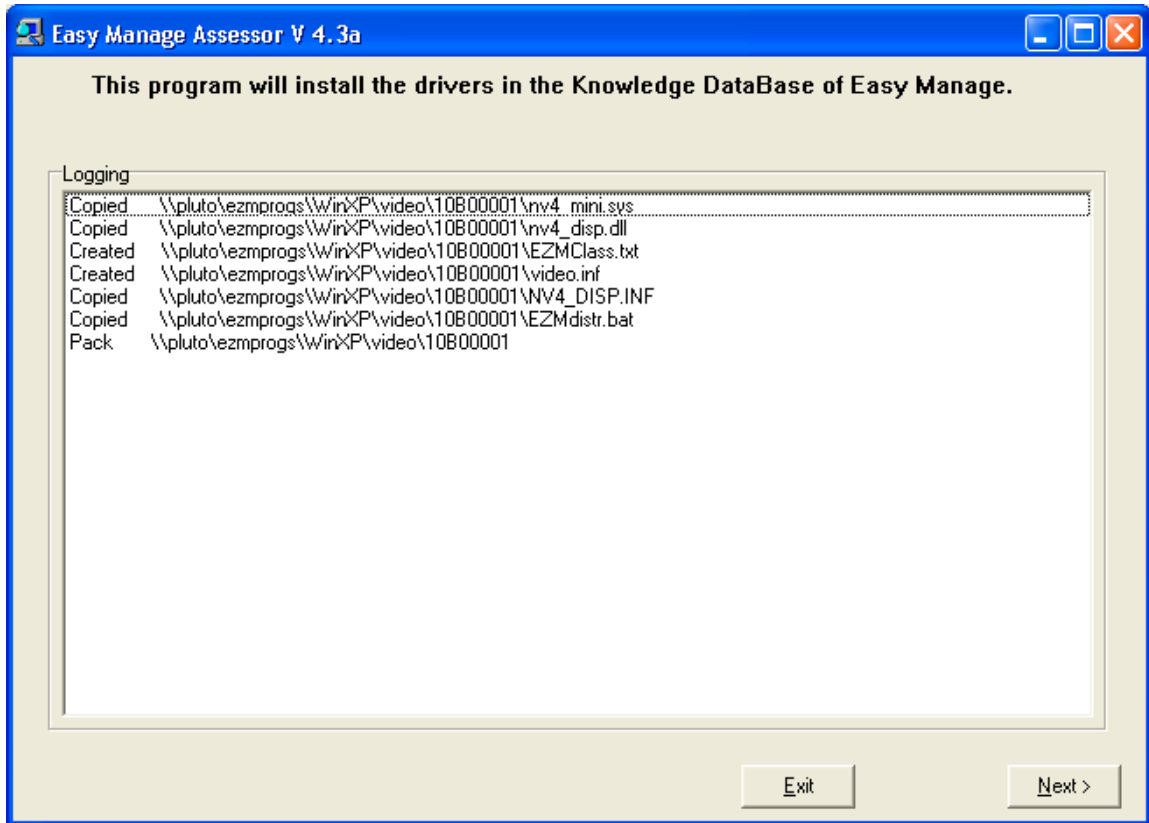 Easy Manage Assessor V 4.3a
This program will install the drivers in the Knowledge DataBase of Easy Manage.
Logging
Copied \\pluto\ezmprogs\WinXP\video\10B00001\nv4_mini.sys
Copied \\pluto\ezmprogs\WinXP\video\10B00001\nv4_disp.dll
Created \\pluto\ezmprogs\WinXP\video\10B00001\EZMClass.txt
Created \\pluto\ezmprogs\WinXP\video\10B00001\video.inf
Copied \\pluto\ezmprogs\WinXP\video\10B00001\NV4_DISP.INF
Copied \\pluto\ezmprogs\WinXP\video\10B00001\EZMdistr.bat
Pack \\pluto\ezmprogs\WinXP\video\10B00001
Exit
Next >